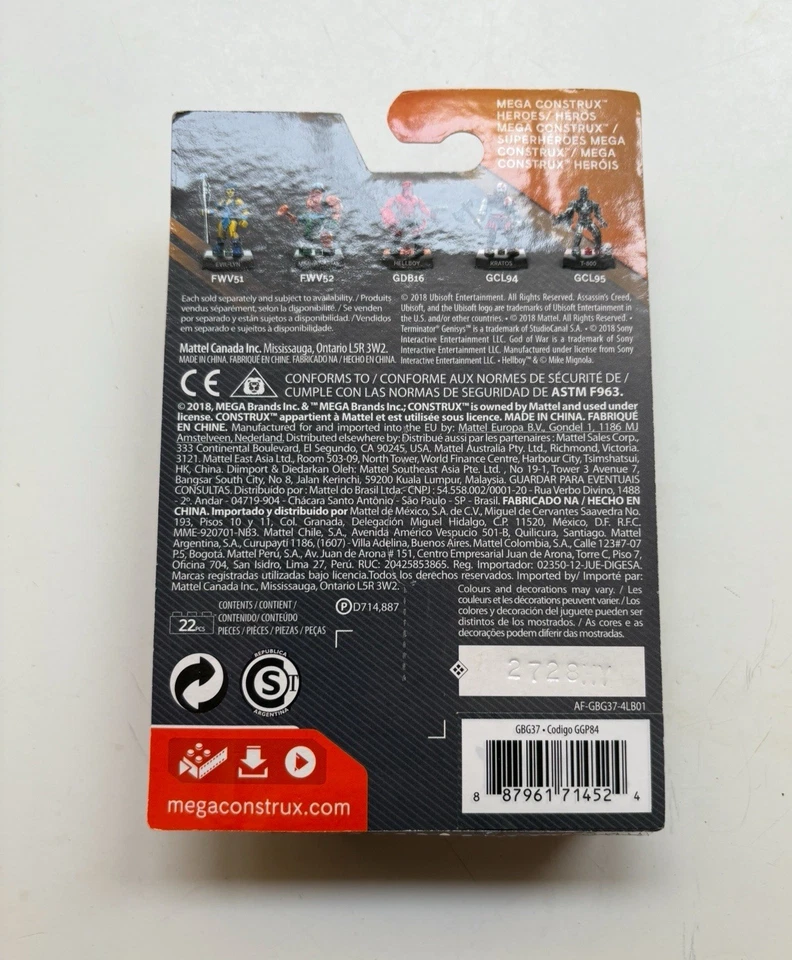 MEGA CONSTRUX™
HEROES/ HÉRÔS
MEGA CONSTRUX™ /
SUPERHÉROES MEGA
CONSTRUX™/ MEGA
CONSTRUX™ HERÓIS
HELLBOY
KRATOS
T-800
FWV51
FWV52
GDB16
GCL94
GCL95
Each sold separately and subject to availability. / Produits
vendus séparément, selon la disponibilité. / Se venden
por separado y están sujetos a disponibilidad. /Vendidos
em separado e sujeitos à disponibilidade.
Mattel Canada Inc. Mississauga, Ontario L5R 3W2.
MADE IN CHINA. FABRIQUÉ EN CHINE. FABRICADO NA / HECHO EN CHINA.
© 2018 Ubisoft Entertainment. All Rights Reserved. Assassin's Creed,
Ubisoft, and the Ubisoft logo are trademarks of Ubisoft Entertainment in
the U.S. and/or other countries. • © 2018 Mattel. All Rights Reserved. •
Terminator® Genisys™ is a trademark of StudioCanal S.A. • © 2018 Sony
Interactive Entertainment LLC. God of War is a trademark of Sony
Interactive Entertainment LLC. Manufactured under license from Sony
Interactive Entertainment LLC. • Hellboy™ & © Mike Mignola.
CE
CONFORMS TO / CONFORME AUX NORMES DE SÉCURITÉ DE /
CUMPLE CON LAS NORMAS DE SEGURIDAD DE ASTM F963.
©2018, MEGA Brands Inc. & ™ MEGA Brands Inc.; CONSTRUX™ is owned by Mattel and used under
license. CONSTRUX™ appartient à Mattel et est utilisée sous licence. MADE IN CHINA. FABRIQUÉ
EN CHINE. Manufactured for and imported into the EU by: Mattel Europa B.V., Gondel 1, 1186 MJ
Amstelveen, Nederland. Distributed elsewhere by: Distribué aussi par les partenaires : Mattel Sales Corp.,
333 Continental Boulevard, El Segundo, CA 90245, USA. Mattel Australia Pty. Ltd., Richmond, Victoria.
3121. Mattel East Asia Ltd., Room 503-09, North Tower, World Finance Centre, Harbour City, Tsimshatsui,
HK, China. Diimport & Diedarkan Oleh: Mattel Southeast Asia Pte. Ltd. , No 19-1, Tower 3 Avenue 7,
Bangsar South City, No 8, Jalan Kerinchi, 59200 Kuala Lumpur, Malaysia. GUARDAR PARA EVENTUAIS
CONSULTAS. Distribuido por : Mattel do Brasil Ltda.- CNPJ : 54.558.002/0001-20 - Rua Verbo Divino, 1488
- 2º. Andar - 04719-904 - Chácara Santo Antônio - São Paulo - SP - Brasil. FABRICADO NA / HECHO EN
CHINA. Importado y distribuido por Mattel de México, S.A. de C.V., Miguel de Cervantes Saavedra No.
193, Pisos 10 y 11, Col. Granada, Delegación Miguel Hidalgo, C.P. 11520, México, D.F. R.F.C.
MME-920701-NB3. Mattel Chile, S.A., Avenida Américo Vespucio 501-B, Quilicura, Santiago. Mattel
Argentina, S.A., Curupaytí 1186, (1607) - Villa Adelina, Buenos Aires. Mattel Colombia, S.A., Calle 123#7-07
P.5, Bogotá. Mattel Perú, S.A., Av. Juan de Arona # 151, Centro Empresarial Juan de Arona, Torre C, Piso 7,
Oficina 704, San Isidro, Lima 27, Perú. RUC: 20425853865. Reg. Importador: 02350-12-JUE-DIGESA.
Marcas registradas utilizadas bajo licencia.Todos los derechos reservados. Imported by/ Importé par:
Mattel Canada Inc., Mississauga, Ontario L5R 3W2.
22PCS
CONTENTS / CONTENT /
CONTENIDO/ CONTEÚDO
PIECES / PIÈCES / PIEZAS / PEÇAS
P D714,887
Colours and decorations may vary. / Les
couleurs et les décorations peuvent varier. / Los
colores y decoración del juguete pueden ser
distintos de los mostrados. / As cores e as
decorações podem diferir das mostradas.
REPUBLICA
S
ARGENTINA
2728
AF-GBG37-4LB01
GBG37 • Codigo GGP84
8 87961 71452 4
megaconstrux.com